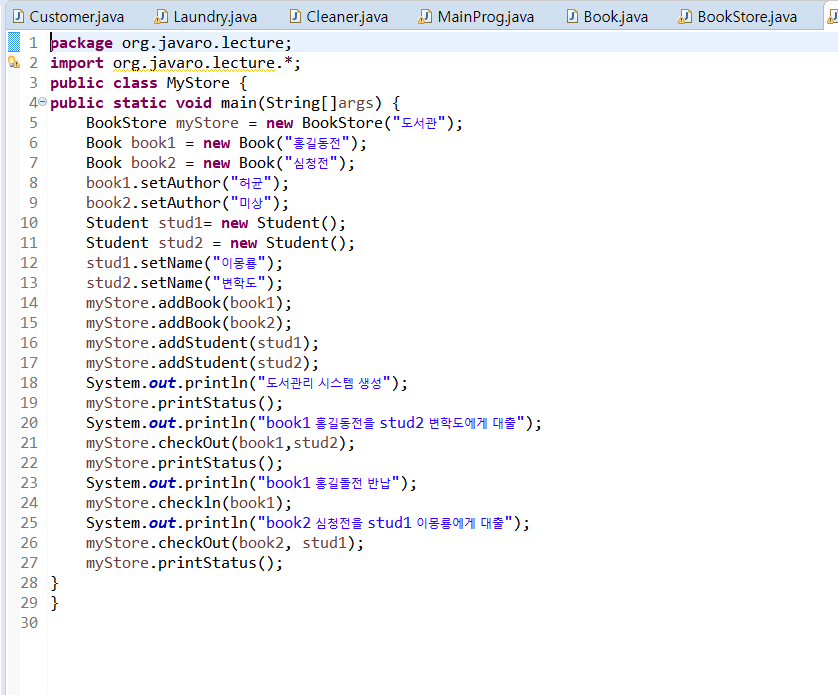 Customer.java Laundry.java Cleaner.java MainProg.java Book.java BookStore.java
1 package org.javaro.lecture;
2 import org.javaro.lecture.*;
3 public class MyStore {
4 public static void main(String[]args) {
5 BookStore myStore = new BookStore("도서관");
6 Book book1 = new Book("홍길동전");
7 Book book2 = new Book("심청전");
8 book1.setAuthor("허균");
9 book2.setAuthor("미상");
10 Student stud1= new Student();
11 Student stud2 = new Student();
12 stud1.setName("이몽룡");
13 stud2.setName("변학도");
14 myStore.addBook(book1);
15 myStore.addBook(book2);
16 myStore.addStudent(stud1);
17 myStore.addStudent(stud2);
18 System.out.println("도서관리 시스템 생성");
19 myStore.printStatus();
20 System.out.println("book1 홍길동전을 stud2 변학도에게 대출");
21 myStore.checkOut(book1,stud2);
22 myStore.printStatus();
23 System.out.println("book1 홍길돌전 반납");
24 myStore.checkln(book1);
25 System.out.println("book2 심청전을 stud1 이몽룡에게 대출");
26 myStore.checkOut(book2, stud1);
27 myStore.printStatus();
28 }
29 }
30